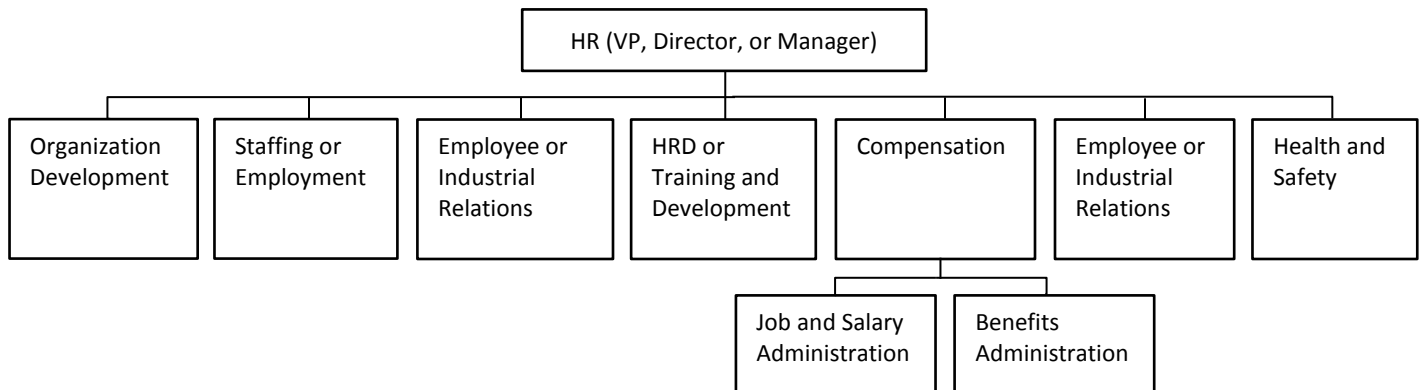 HR (VP, Director, or Manager)
Organization
Development
Staffing or
Employment
Employee or
Industrial
Relations
HRD or
Training and
Development
Compensation
Employee or
Industrial
Relations
Health and
Safety
Job and Salary
Administration
Benefits
Administration